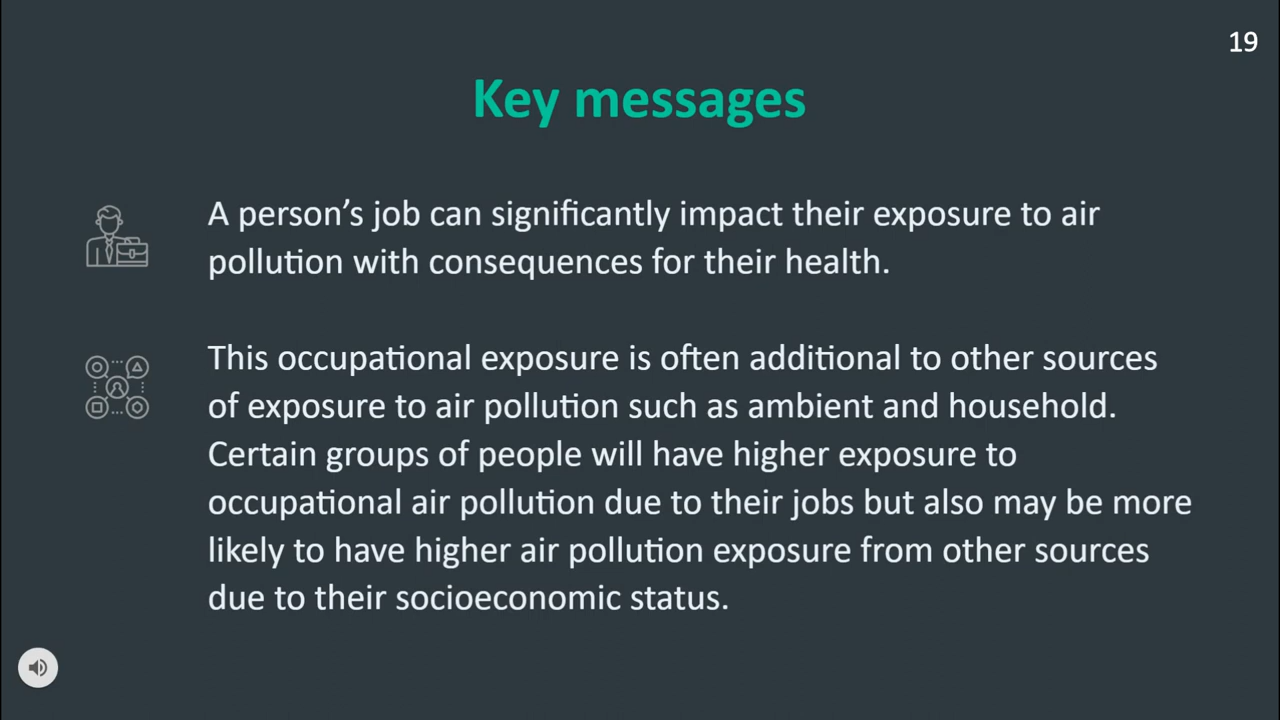 19
Key messages
A person’s job can significantly impact their exposure to air
pollution with consequences for their health.
This occupational exposure is often additional to other sources
of exposure to air pollution such as ambient and household.
Certain groups of people will have higher exposure to
occupational air pollution due to their jobs but also may be more
likely to have higher air pollution exposure from other sources
due to their socioeconomic status.